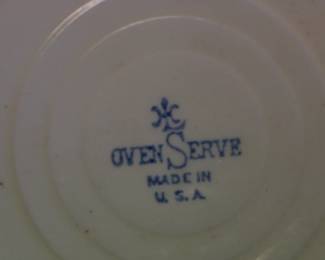 OVEN SERVE
MADE IN
U. S. A.